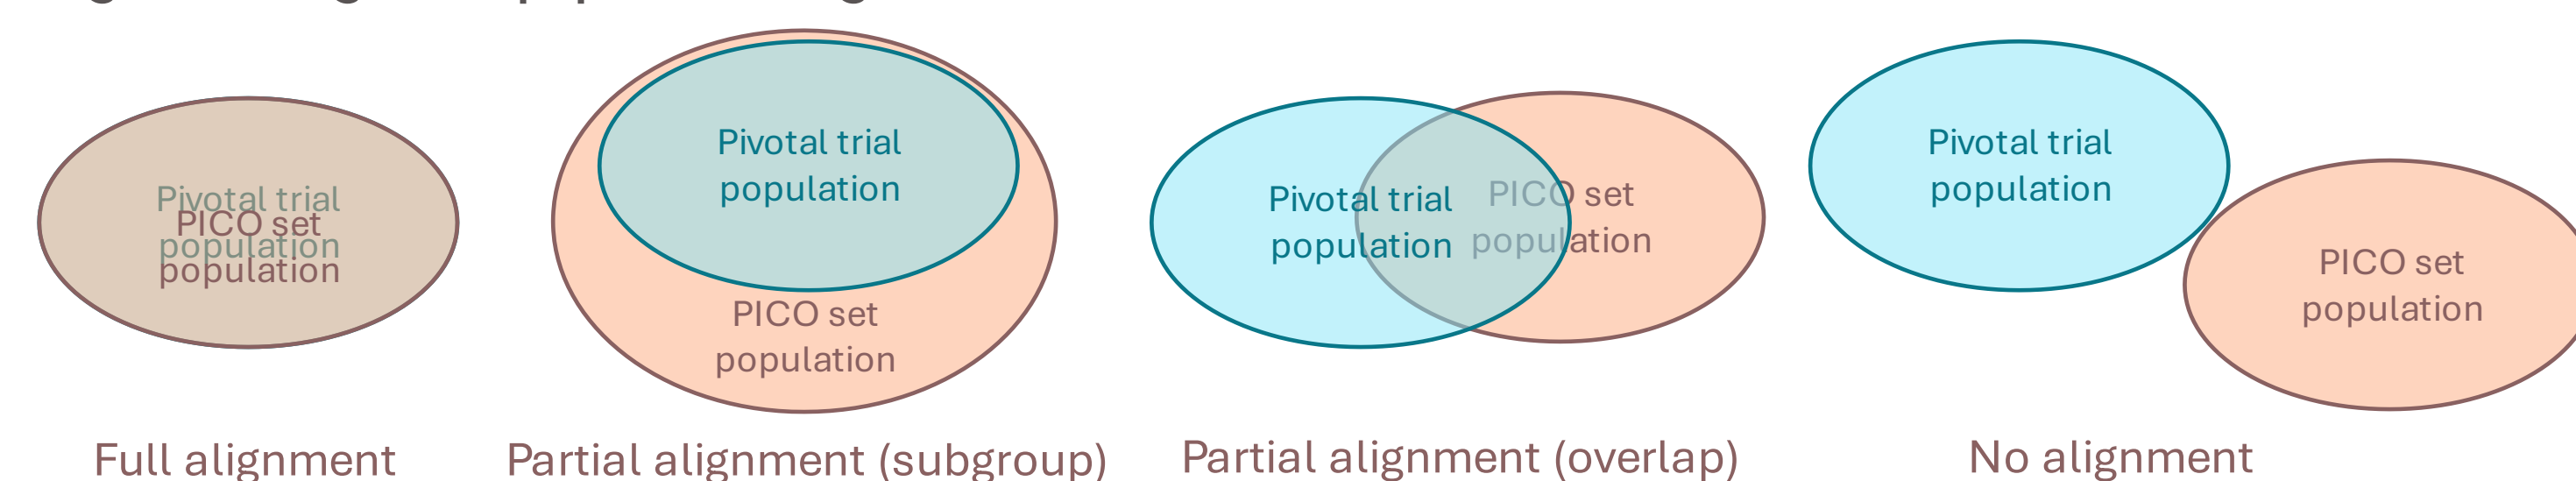 Pivotal trial
population
PICO set
population
Full alignment
Pivotal trial
population
PICO set
population
Partial alignment (subgroup)
Pivotal trial
population
PICO set
population
Partial alignment (overlap)
Pivotal trial
population
PICO set
population
No alignment